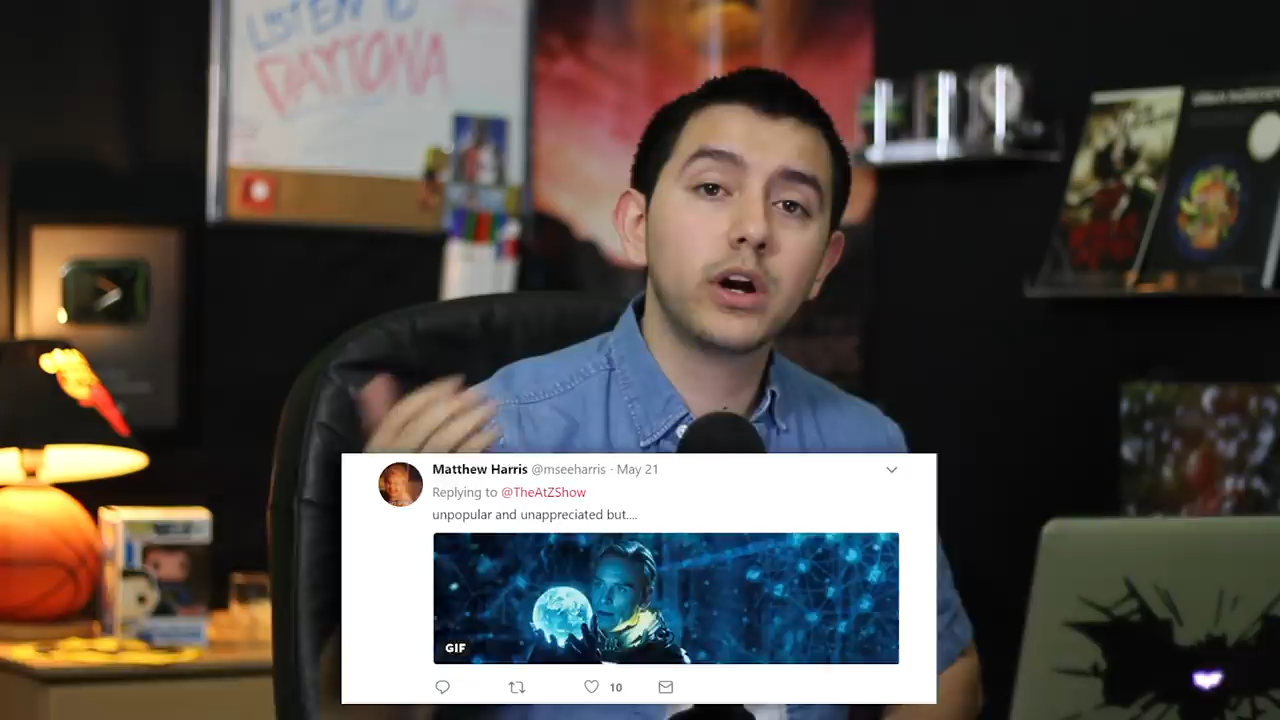 LISTEN TO
DAYTONA
Matthew Harris @mseeharris · May 21
Replying to @TheAtZShow
unpopular and unappreciated but....
GIF
10